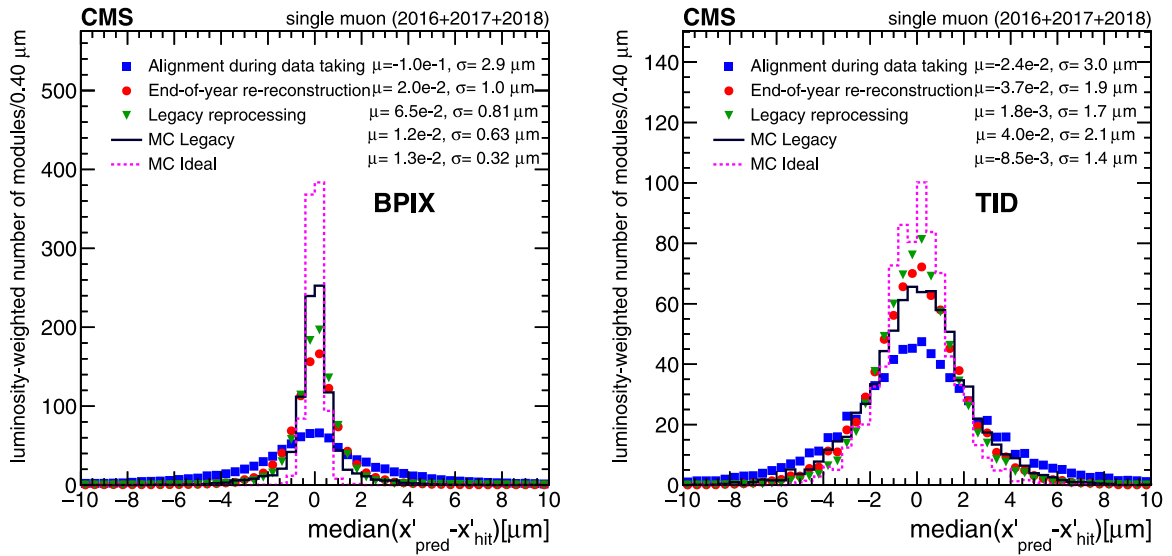 CMS single muon (2016+2017+2018)
luminosity-weighted number of modules/0.40 μm
Alignment during data taking μ=-1.0e-1, σ= 2.9 μm
End-of-year re-reconstruction μ= 2.0e-2, σ= 1.0 μm
Legacy reprocessing μ= 6.5e-2, σ= 0.81 μm
MC Legacy μ= 1.2e-2, σ= 0.63 μm
MC Ideal μ= 1.3e-2, σ= 0.32 μm
BPIX
500
400
300
200
100
0
−10 −8 −6 −4 −2 0 2 4 6 8 10
median(x'pred-x'hit)[μm]
CMS single muon (2016+2017+2018)
luminosity-weighted number of modules/0.40 μm
Alignment during data taking μ=-2.4e-2, σ= 3.0 μm
End-of-year re-reconstruction μ=-3.7e-2, σ= 1.9 μm
Legacy reprocessing μ= 1.8e-3, σ= 1.7 μm
MC Legacy μ= 4.0e-2, σ= 2.1 μm
MC Ideal μ=-8.5e-3, σ= 1.4 μm
TID
140
120
100
80
60
40
20
0
−10 −8 −6 −4 −2 0 2 4 6 8 10
median(x'pred-x'hit)[μm]